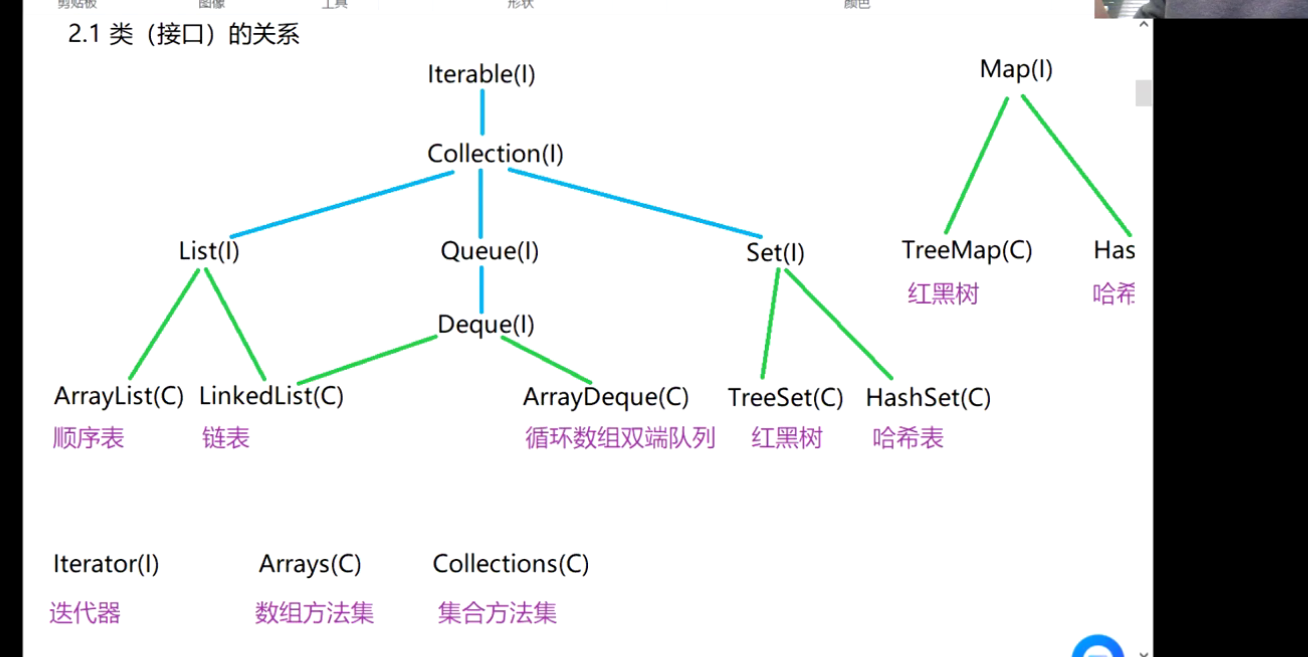 剪贴板 图像 工具 形状 颜色
2.1 类（接口）的关系
Iterable(I)
Map(I)
Collection(I)
List(I) Queue(I) Set(I) TreeMap(C) Has
红黑树 哈希
Deque(I)
ArrayList(C) LinkedList(C) ArrayDeque(C) TreeSet(C) HashSet(C)
顺序表 链表 循环数组双端队列 红黑树 哈希表
Iterator(I) Arrays(C) Collections(C)
迭代器 数组方法集 集合方法集